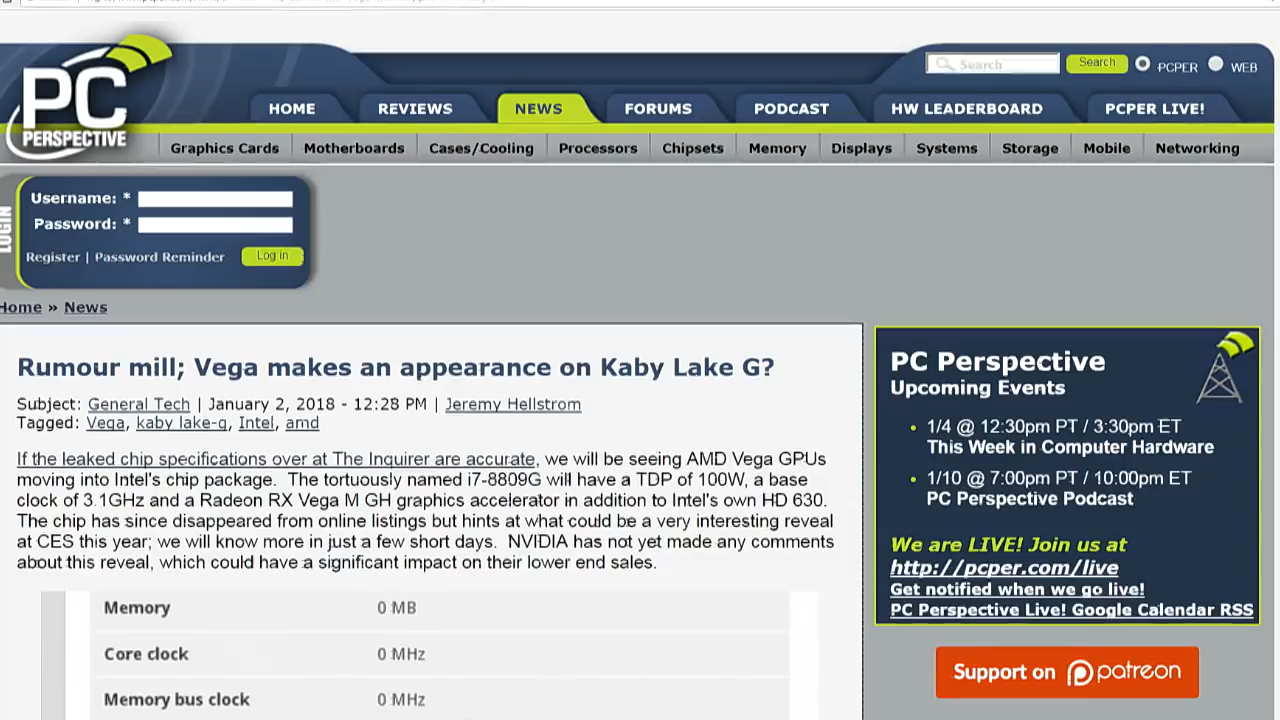 PC
PERSPECTIVE
Search
Search
PCPER
WEB
HOME
REVIEWS
NEWS
FORUMS
PODCAST
HW LEADERBOARD
PCPER LIVE!
Graphics Cards
Motherboards
Cases/Cooling
Processors
Chipsets
Memory
Displays
Systems
Storage
Mobile
Networking
LOGIN
Username: *
Password: *
Register | Password Reminder
Log in
Home » News
Rumour mill; Vega makes an appearance on Kaby Lake G?
Subject: General Tech | January 2, 2018 - 12:28 PM | Jeremy Hellstrom
Tagged: Vega, kaby lake-g, Intel, amd
If the leaked chip specifications over at The Inquirer are accurate, we will be seeing AMD Vega GPUs
moving into Intel's chip package. The tortuously named i7-8809G will have a TDP of 100W, a base
clock of 3.1GHz and a Radeon RX Vega M GH graphics accelerator in addition to Intel's own HD 630.
The chip has since disappeared from online listings but hints at what could be a very interesting reveal
at CES this year; we will know more in just a few short days. NVIDIA has not yet made any comments
about this reveal, which could have a significant impact on their lower end sales.
Memory 0 MB
Core clock 0 MHz
Memory bus clock 0 MHz
PC Perspective
Upcoming Events
• 1/4 @ 12:30pm PT / 3:30pm ET
This Week in Computer Hardware
• 1/10 @ 7:00pm PT / 10:00pm ET
PC Perspective Podcast
We are LIVE! Join us at
http://pcper.com/live
Get notified when we go live!
PC Perspective Live! Google Calendar RSS
Support on patreon